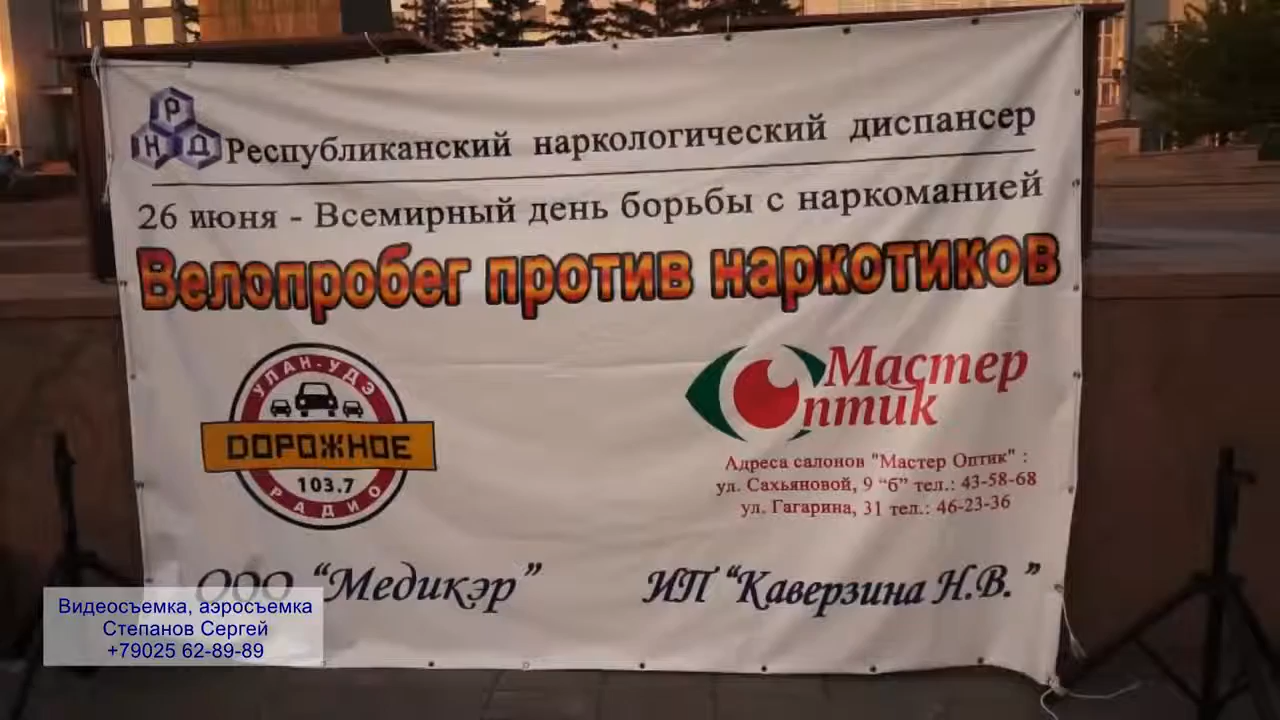 Р
Н Д
Республиканский наркологический диспансер
26 июня - Всемирный день борьбы с наркоманией
Велопробег против наркотиков
УЛАН-УДЭ
ДОРОЖНОЕ
103.7
РАДИО
Мастер
Оптик
Адреса салонов "Мастер Оптик" :
ул. Сахьяновой, 9 “б” тел.: 43-58-68
ул. Гагарина, 31 тел.: 46-23-36
ООО “Медикэр”
ИП “Каверзина Н.В. ”
Видеосъемка, аэросъемка
Степанов Сергей
+79025 62-89-89